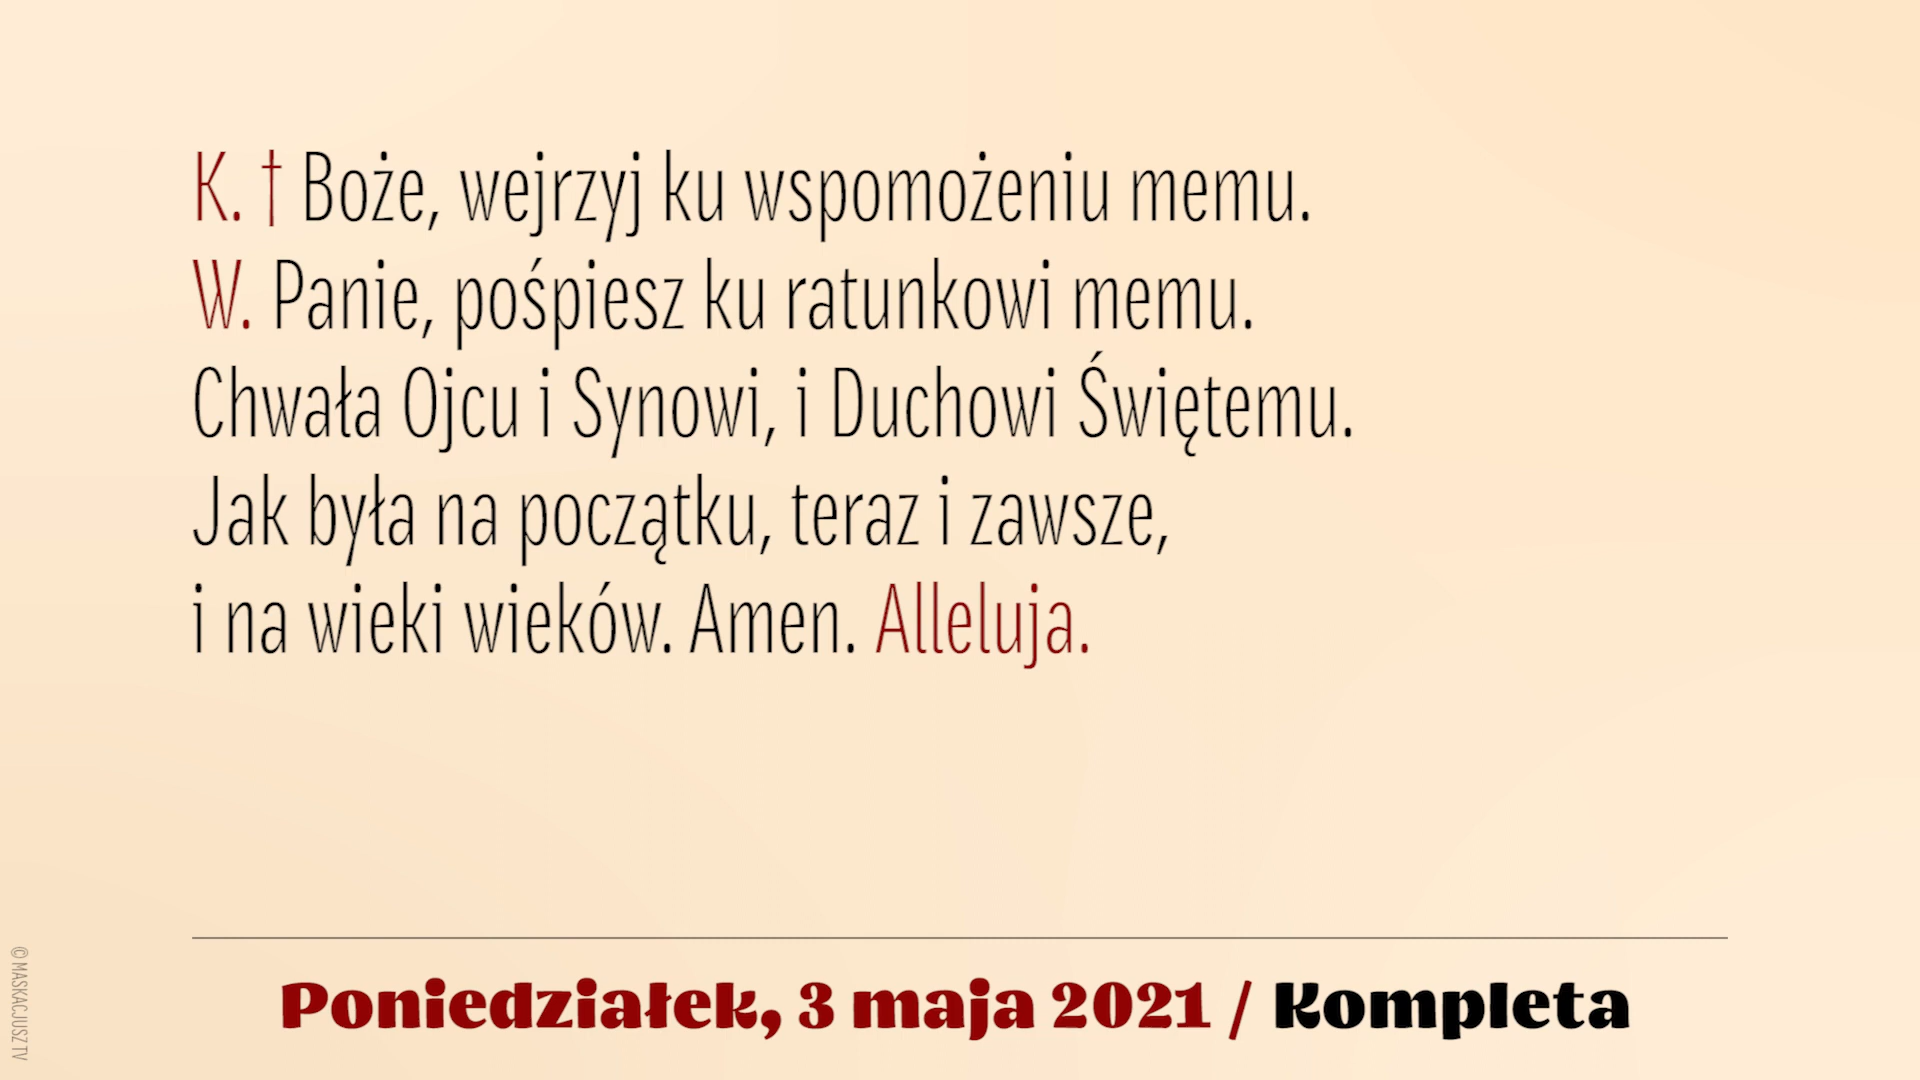 K. † Boże, wejrzyj ku wspomożeniu memu.
W. Panie, pośpiesz ku ratunkowi memu.
Chwała Ojcu i Synowi, i Duchowi Świętemu.
Jak była na początku, teraz i zawsze,
i na wieki wieków. Amen. Alleluja.
Poniedziałek, 3 maja 2021 / Kompleta
© MASKACJUSZ TV